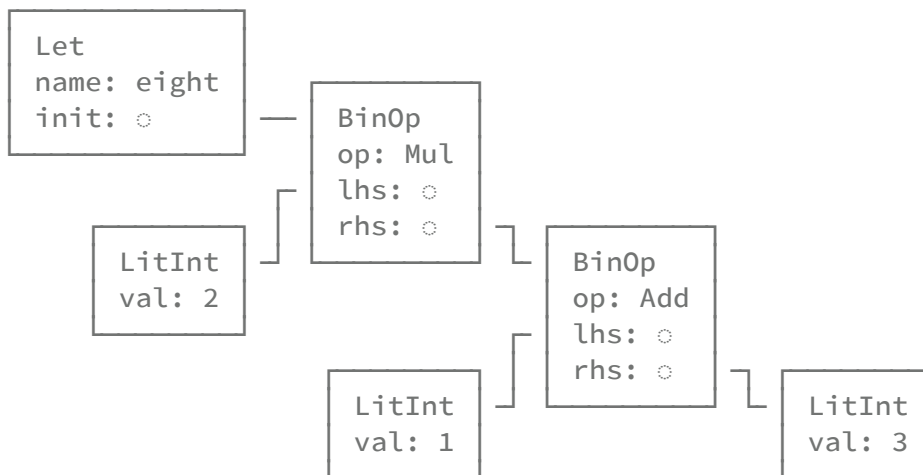 Let
name: eight
init: ◌
BinOp
op: Mul
lhs: ◌
rhs: ◌
LitInt
val: 2
BinOp
op: Add
lhs: ◌
rhs: ◌
LitInt
val: 1
LitInt
val: 3